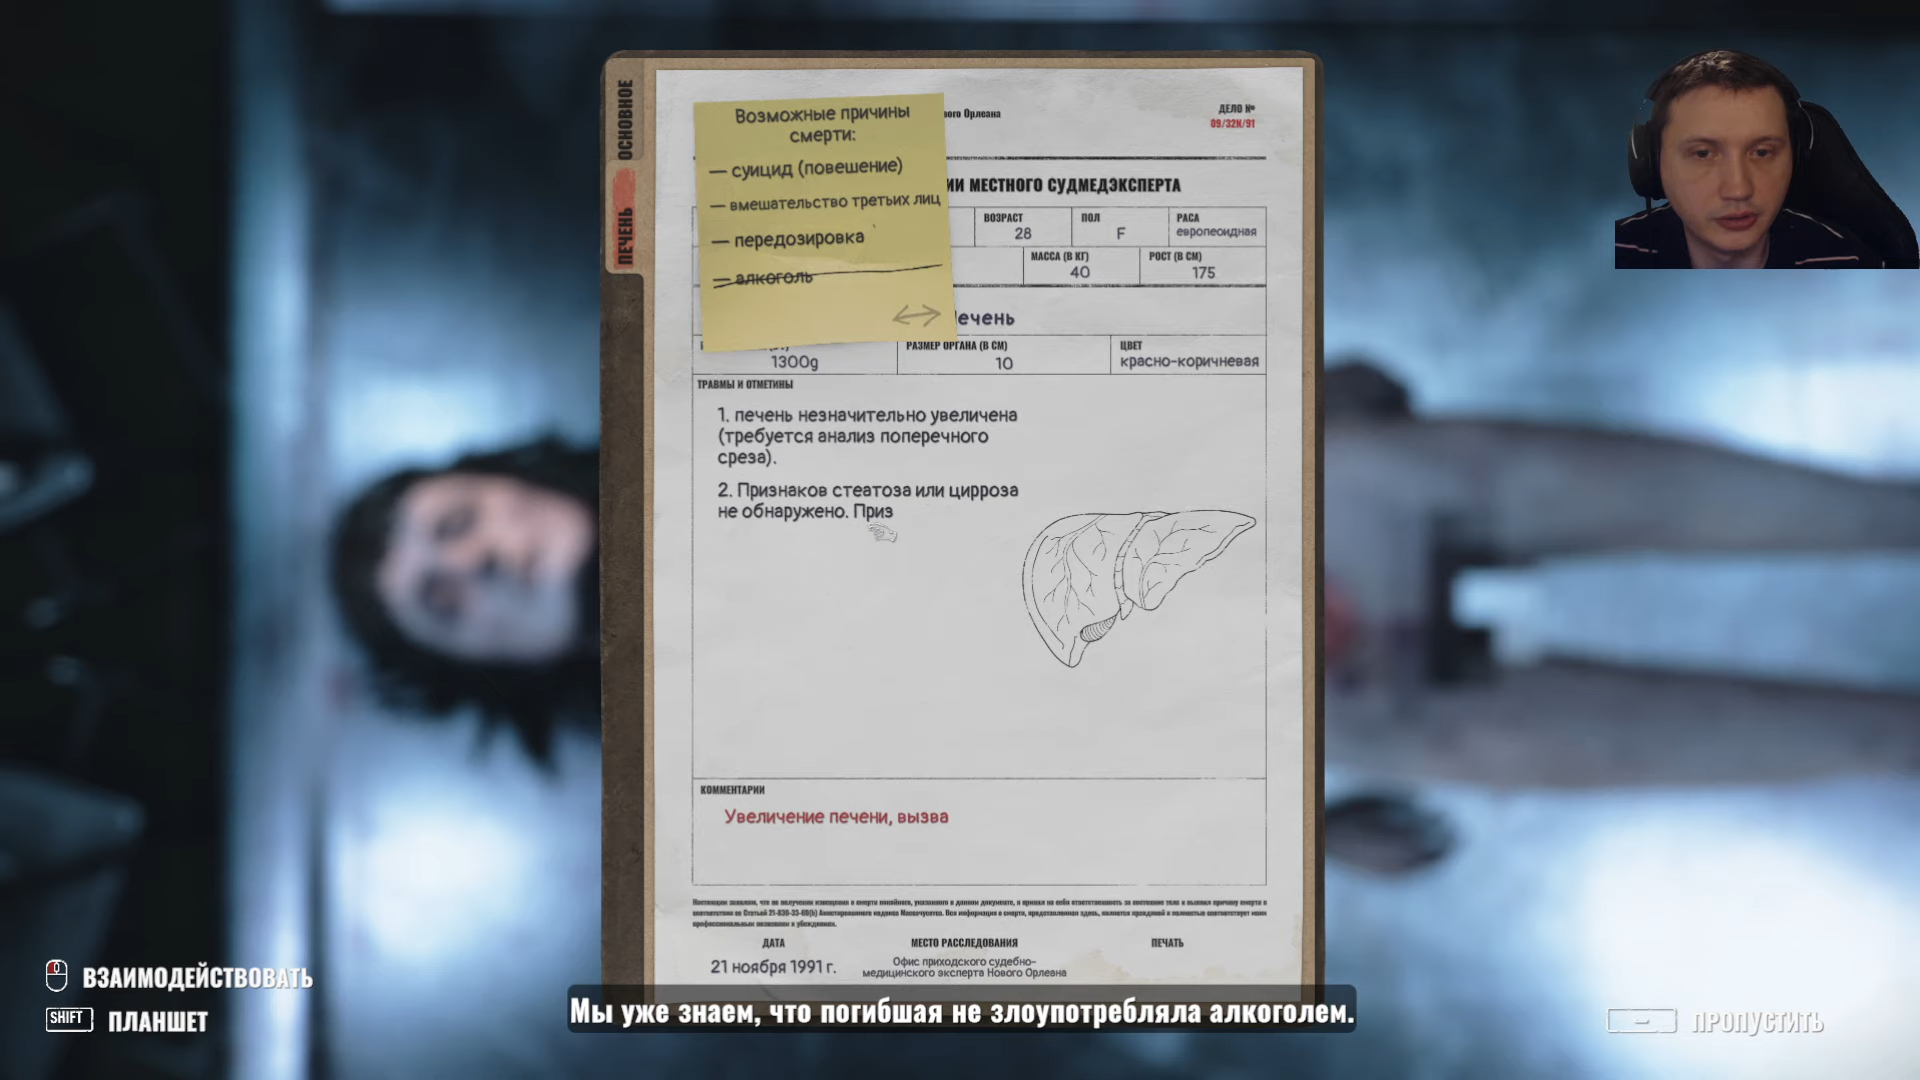 ОСНОВНОЕ
ПЕЧЕНЬ
Возможные причины
смерти:
— суицид (повешение)
— вмешательство третьих лиц
— передозировка
— алкоголь
Орлеана
ДЕЛО №
09/32N/91
МЕСТНОГО СУДМЕДЭКСПЕРТА
ВОЗРАСТ
28
ПОЛ
F
РАСА
европеоидная
МАССА (В КГ)
40
РОСТ (В СМ)
175
ечень
1300g
РАЗМЕР ОРГАНА (В СМ)
10
ЦВЕТ
красно-коричневая
ТРАВМЫ И ОТМЕТИНЫ
1. печень незначительно увеличена
(требуется анализ поперечного
среза).
2. Признаков стеатоза или цирроза
не обнаружено. Приз
КОММЕНТАРИИ
Увеличение печени, вызва
ДАТА
21 ноября 1991 г.
МЕСТО РАССЛЕДОВАНИЯ
Офис приходского судебно-
медицинского эксперта Нового Орлеана
ПЕЧАТЬ
Мы уже знаем, что погибшая не злоупотребляла алкоголем.
ВЗАИМОДЕЙСТВОВАТЬ
SHIFT ПЛАНШЕТ
ПРОПУСТИТЬ